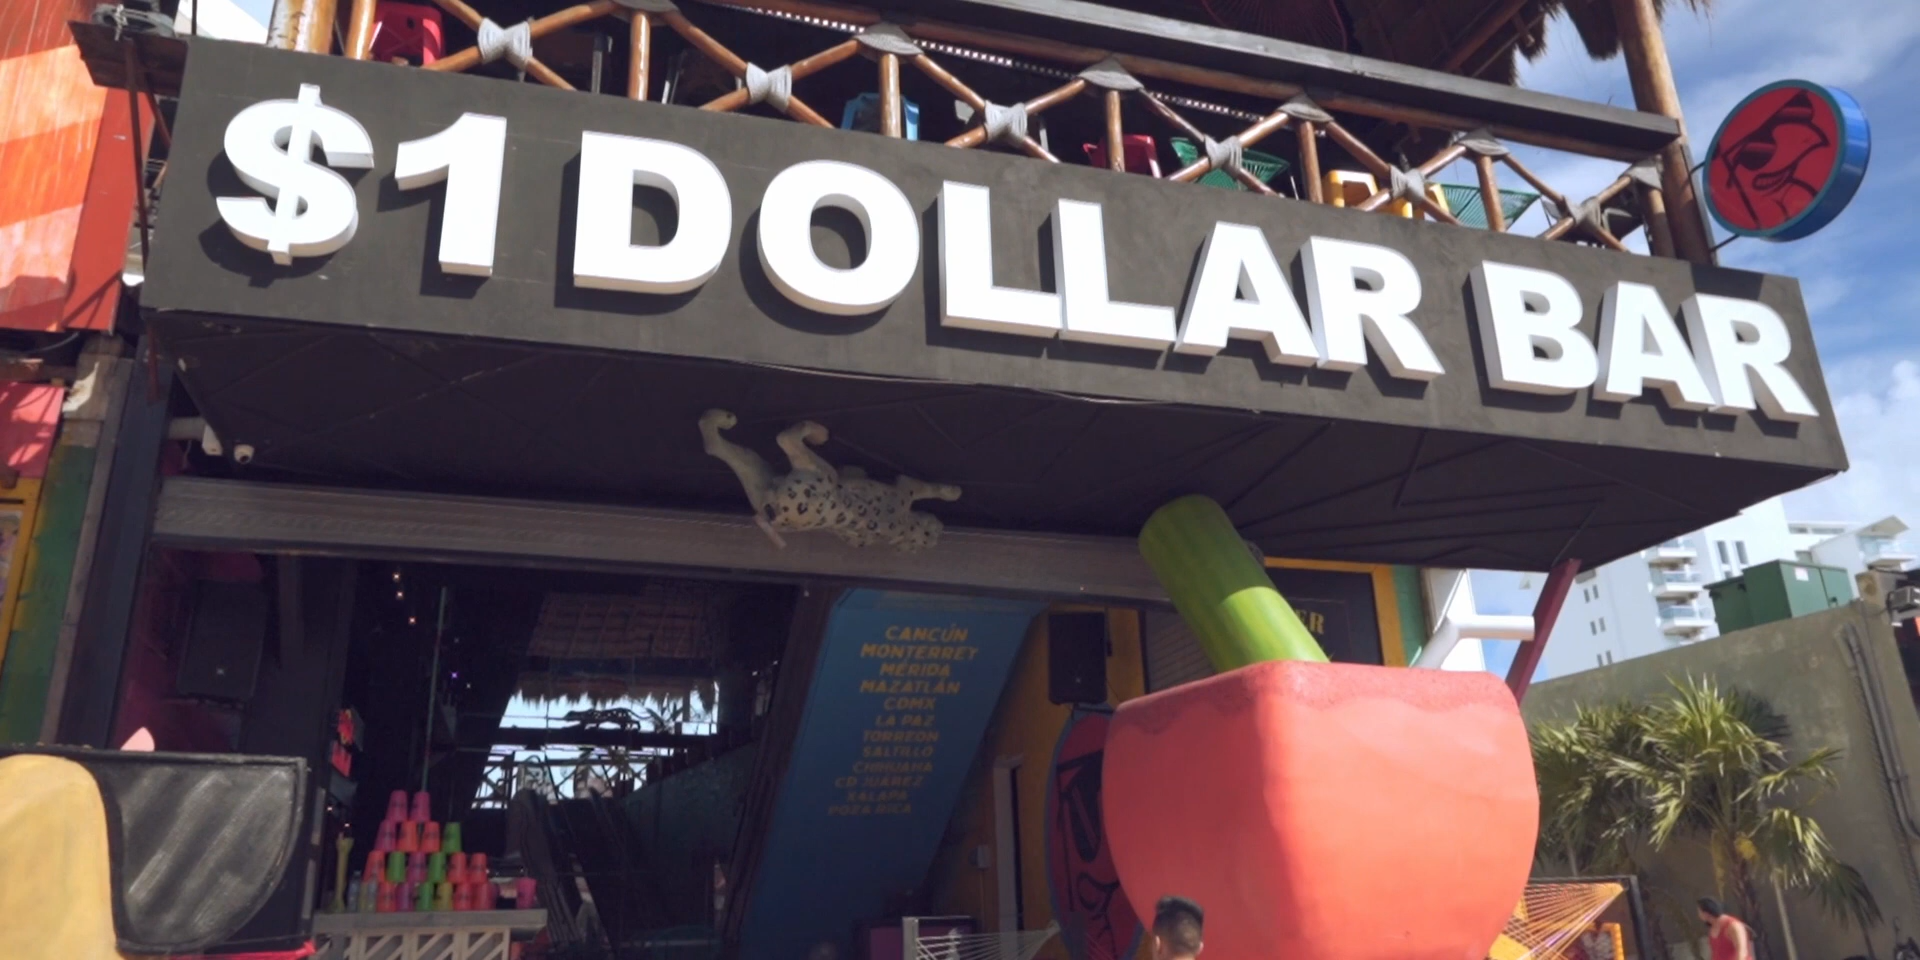 $1 DOLLAR BAR
CANCÚN
MONTERREY
MÉRIDA
MAZATLÁN
CDMX
LA PAZ
TORREÓN
SALTILLO
CHIHUAHUA
CD JUÁREZ
XALAPA
POZA RICA